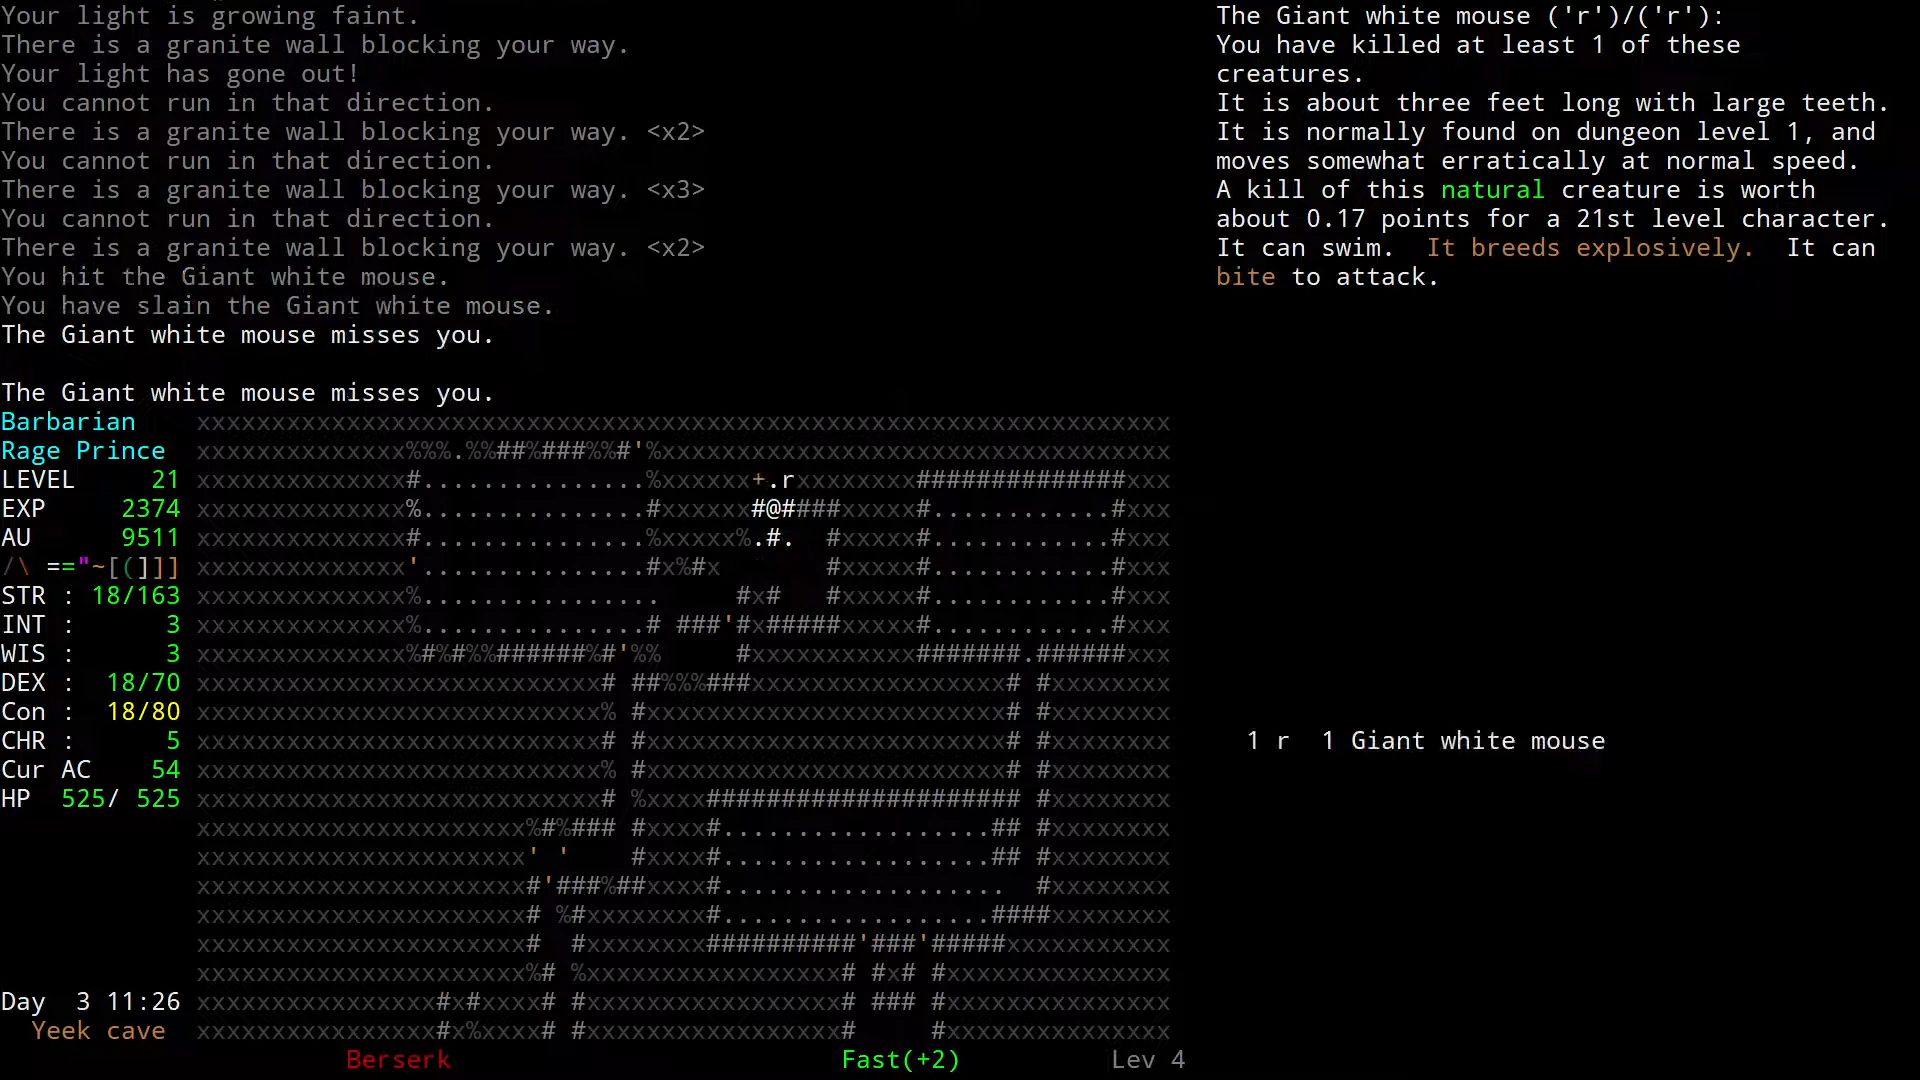 Your light is growing faint.
There is a granite wall blocking your way.
Your light has gone out!
You cannot run in that direction.
There is a granite wall blocking your way. <x2>
You cannot run in that direction.
There is a granite wall blocking your way. <x3>
You cannot run in that direction.
There is a granite wall blocking your way. <x2>
You hit the Giant white mouse.
You have slain the Giant white mouse.
The Giant white mouse misses you.
The Giant white mouse misses you.
The Giant white mouse ('r')/('r'):
You have killed at least 1 of these
creatures.
It is about three feet long with large teeth.
It is normally found on dungeon level 1, and
moves somewhat erratically at normal speed.
A kill of this natural creature is worth
about 0.17 points for a 21st level character.
It can swim.  It breeds explosively.  It can
bite to attack.
Barbarian
Rage Prince
LEVEL 21
EXP 2374
AU 9511
/\ =="~[(]]]
STR : 18/163
INT : 3
WIS : 3
DEX : 18/70
Con : 18/80
CHR : 5
Cur AC 54
HP 525/ 525
Day 3 11:26
Yeek cave
1 r 1 Giant white mouse
Berserk
Fast(+2)
Lev 4